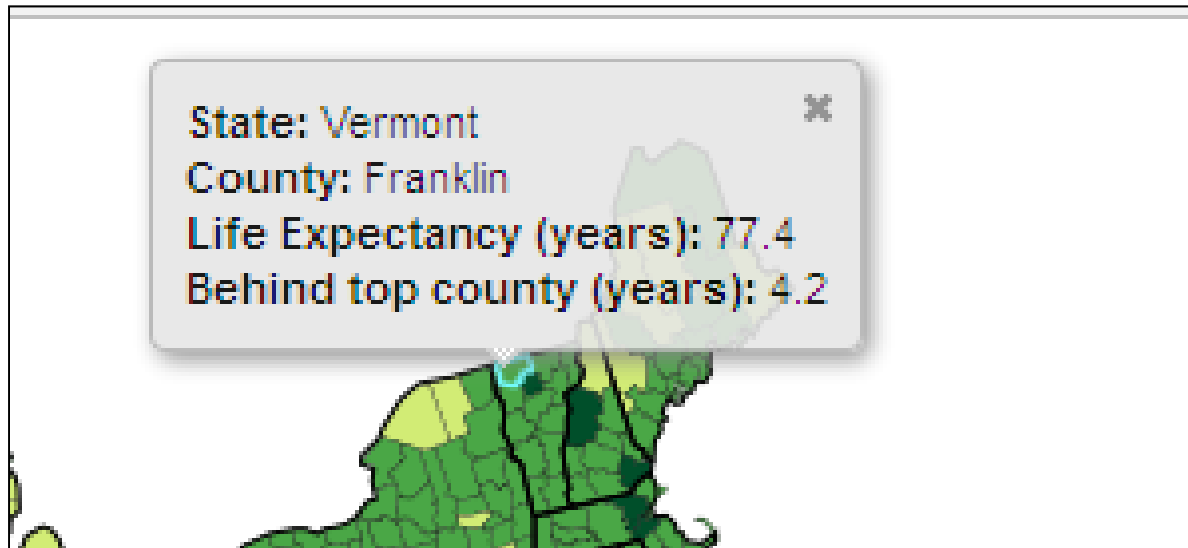 State: Vermont
County: Franklin
Life Expectancy (years): 77.4
Behind top county (years): 4.2